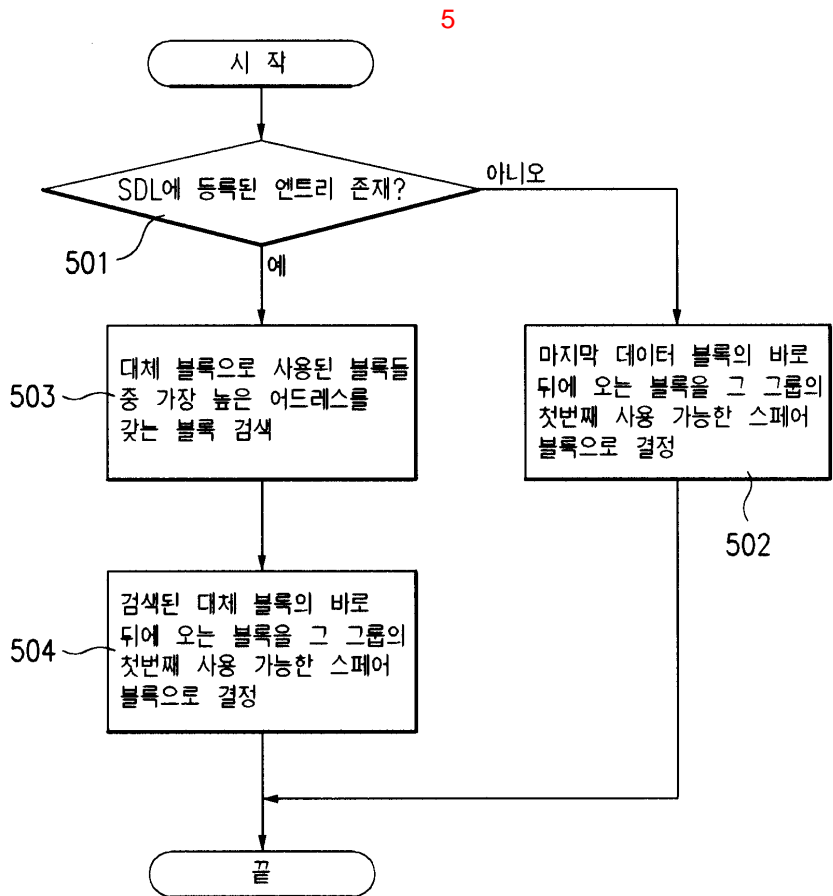 5
시 작
SDL에 등록된 엔트리 존재?
아니오
501
예
대체 블록으로 사용된 블록들
중 가장 높은 어드레스를
갖는 블록 검색
503
마지막 데이터 블록의 바로
뒤에 오는 블록을 그 그룹의
첫번째 사용 가능한 스페어
블록으로 결정
502
검색된 대체 블록의 바로
뒤에 오는 블록을 그 그룹의
첫번째 사용 가능한 스페어
블록으로 결정
504
끝